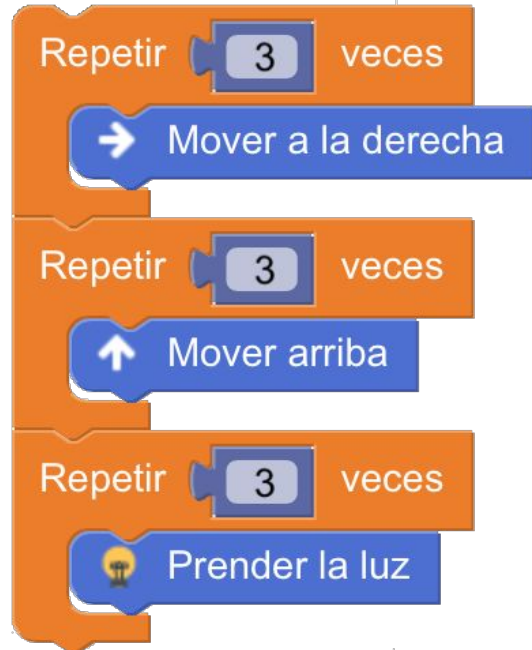 Repetir 3 veces
Mover a la derecha
Repetir 3 veces
Mover arriba
Repetir 3 veces
Prender la luz